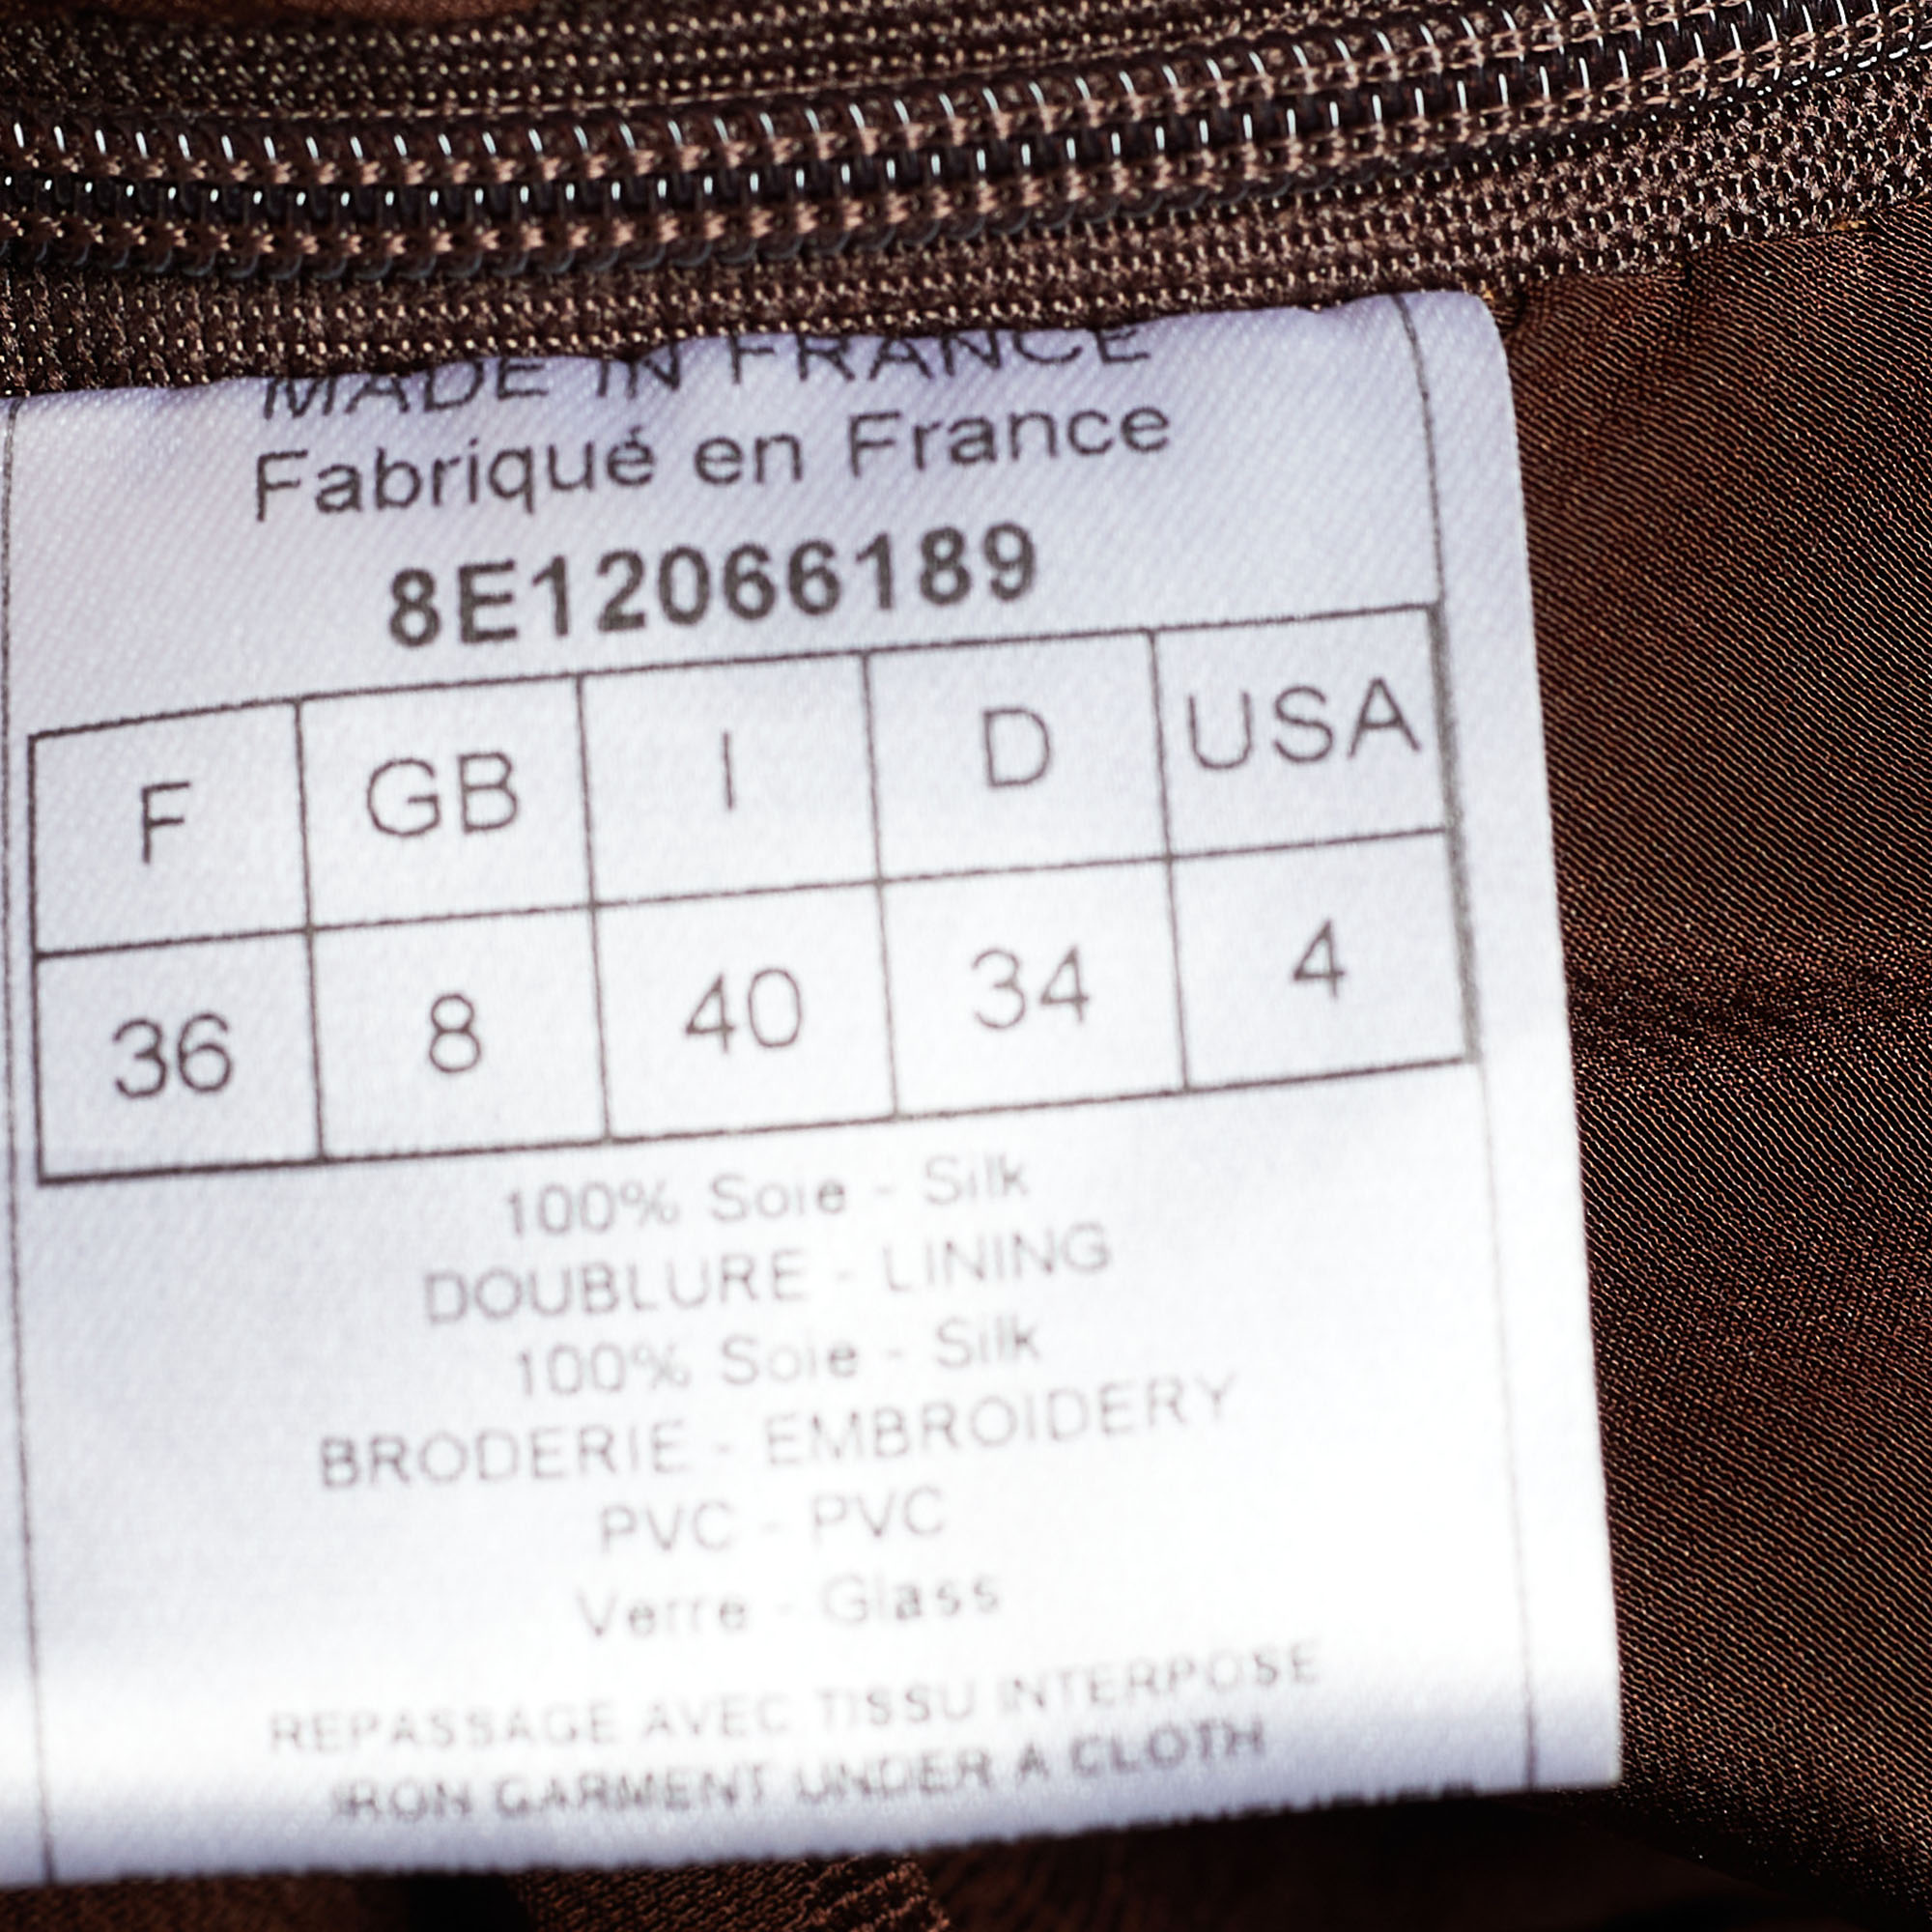 MADE IN FRANCE
Fabriqué en France
8E12066189
F GB I D USA
36 8 40 34 4
100% Soie - Silk
DOUBLURE - LINING
100% Soie - Silk
BRODERIE - EMBROIDERY
PVC - PVC
Verre - Glass
REPASSAGE AVEC TISSU INTERPOSE
IRON GARMENT UNDER A CLOTH